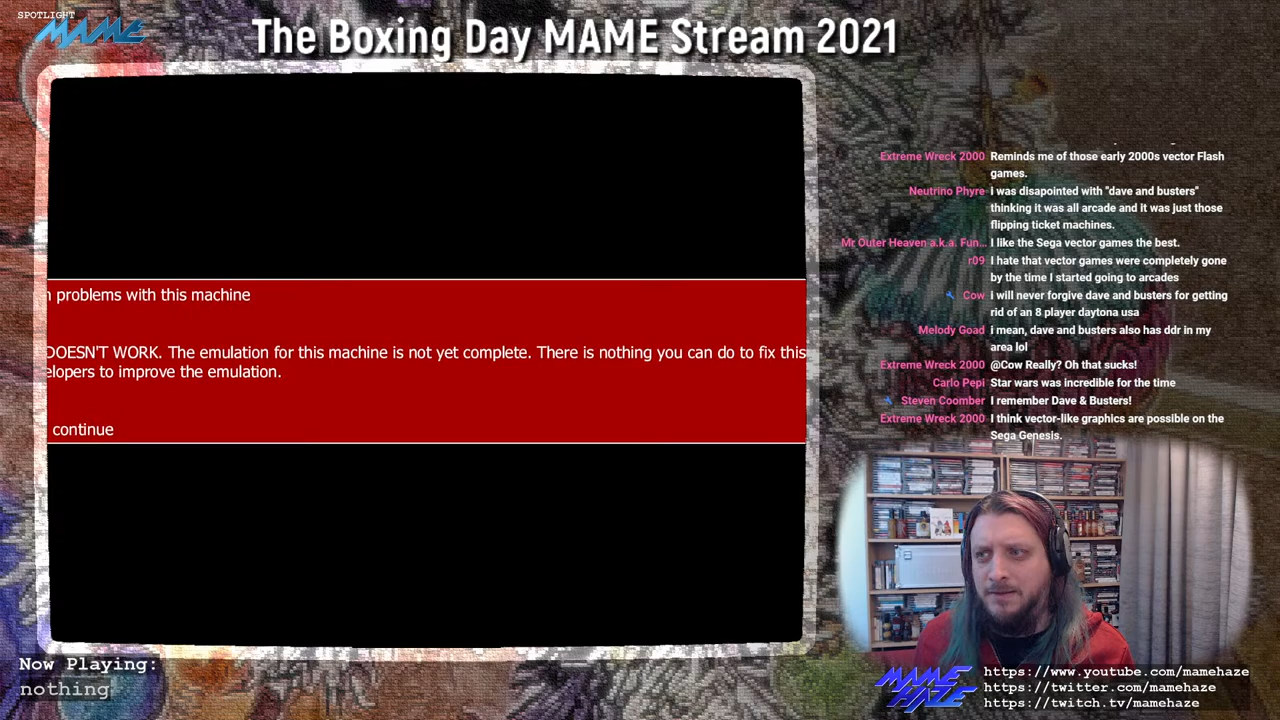 SPOTLIGHT
MAME
The Boxing Day MAME Stream 2021
problems with this machine
DOESN'T WORK. The emulation for this machine is not yet complete. There is nothing you can do to fix this
elopers to improve the emulation.
continue
Extreme Wreck 2000 Reminds me of those early 2000s vector Flash
games.
Neutrino Phyre i was disapointed with "dave and busters"
thinking it was all arcade and it was just those
flipping ticket machines.
Mr Outer Heaven a.k.a. Fun... I like the Sega vector games the best.
r09 I hate that vector games were completely gone
by the time I started going to arcades
Cow i will never forgive dave and busters for getting
rid of an 8 player daytona usa
Melody Goad i mean, dave and busters also has ddr in my
area lol
Extreme Wreck 2000 @Cow Really? Oh that sucks!
Carlo Pepi Star wars was incredible for the time
Steven Coomber I remember Dave & Busters!
Extreme Wreck 2000 I think vector-like graphics are possible on the
Sega Genesis.
Now Playing:
nothing
MAME
HAZE
https://www.youtube.com/mamehaze
https://twitter.com/mamehaze
https://twitch.tv/mamehaze